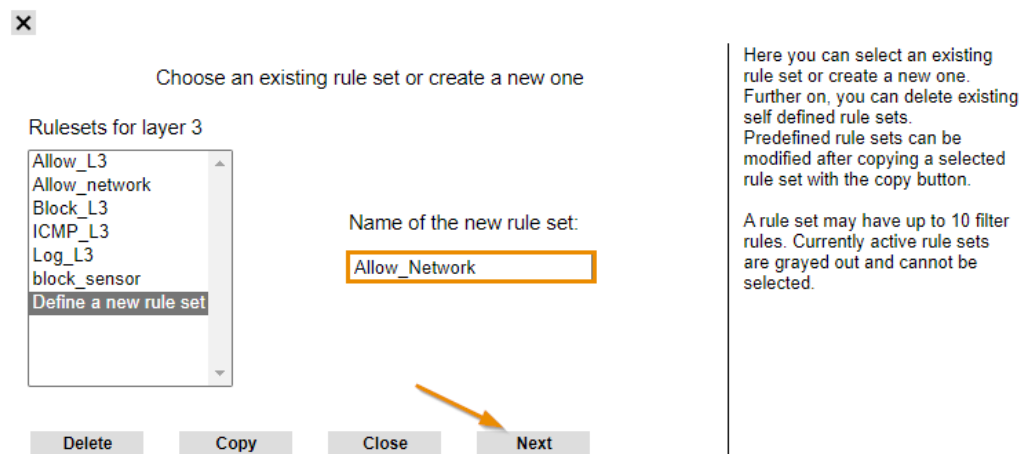 Choose an existing rule set or create a new one
Rulesets for layer 3
Allow_L3
Allow_network
Block_L3
ICMP_L3
Log_L3
block_sensor
Define a new rule set
Name of the new rule set:
Allow_Network
Delete
Copy
Close
Next
Here you can select an existing
rule set or create a new one.
Further on, you can delete existing
self defined rule sets.
Predefined rule sets can be
modified after copying a selected
rule set with the copy button.
A rule set may have up to 10 filter
rules. Currently active rule sets
are grayed out and cannot be
selected.